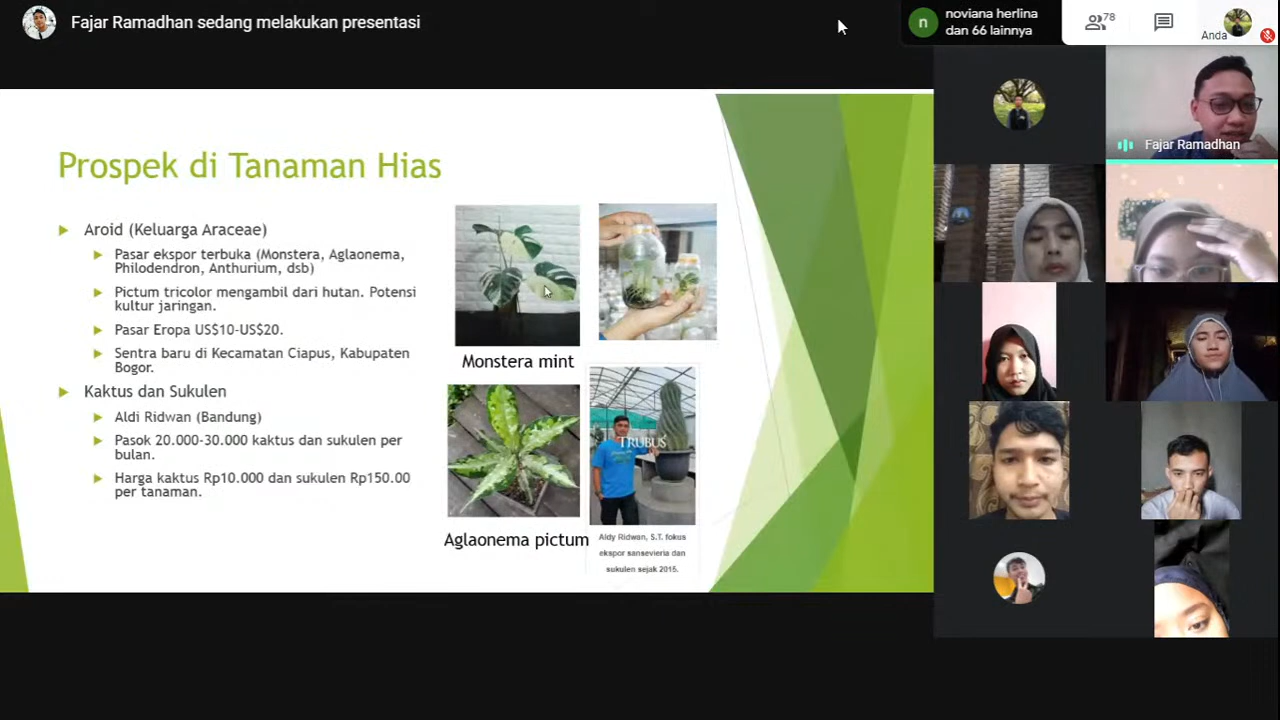 Fajar Ramadhan sedang melakukan presentasi
n
noviana herlina
dan 66 lainnya
78
Anda
Fajar Ramadhan
Prospek di Tanaman Hias
Aroid (Keluarga Araceae)
Pasar ekspor terbuka (Monstera, Aglaonema,
Philodendron, Anthurium, dsb)
Pictum tricolor mengambil dari hutan. Potensi
kultur jaringan.
Pasar Eropa US$10-US$20.
Sentra baru di Kecamatan Ciapus, Kabupaten
Bogor.
Kaktus dan Sukulen
Aldi Ridwan (Bandung)
Pasok 20.000-30.000 kaktus dan sukulen per
bulan.
Harga kaktus Rp10.000 dan sukulen Rp150.00
per tanaman.
Monstera mint
Aglaonema pictum
TRUBUS
Aldy Ridwan, S.T. fokus
ekspor sansevieria dan
sukulen sejak 2015.